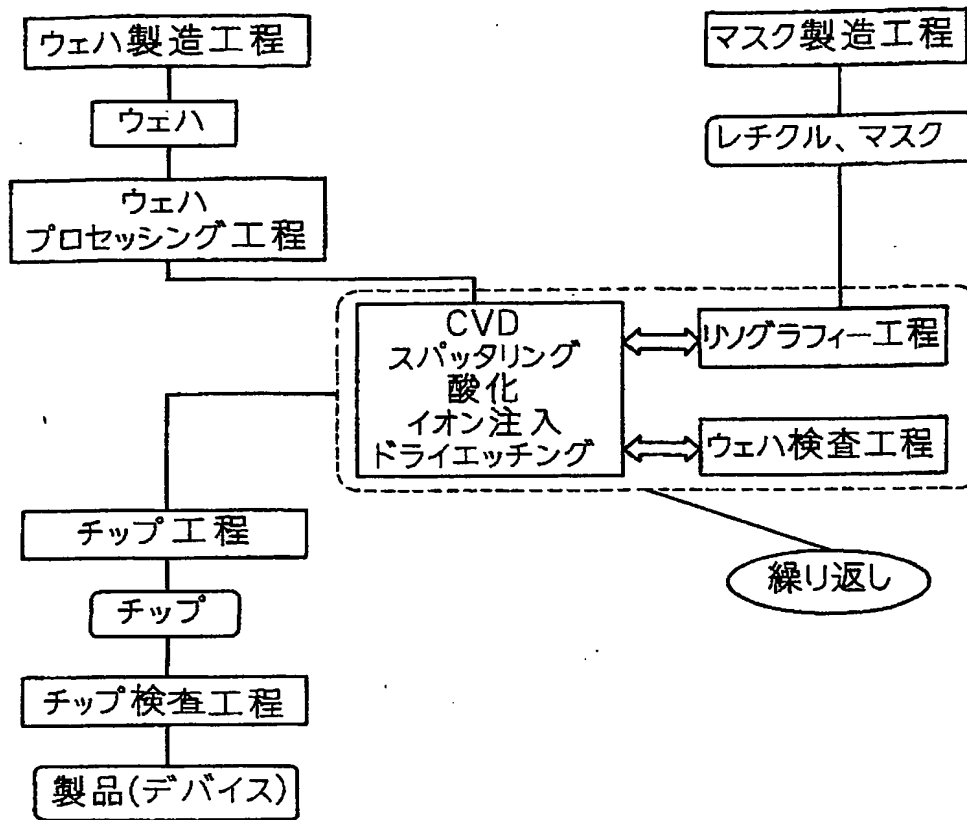 ウェハ製造工程
ウェハ
ウェハ
プロセッシング工程
マスク製造工程
レチクル、マスク
CVD
スパッタリング
酸化
イオン注入
ドライエッチング
リソグラフィー工程
ウェハ検査工程
繰り返し
チップ工程
チップ
チップ検査工程
製品(デバイス)